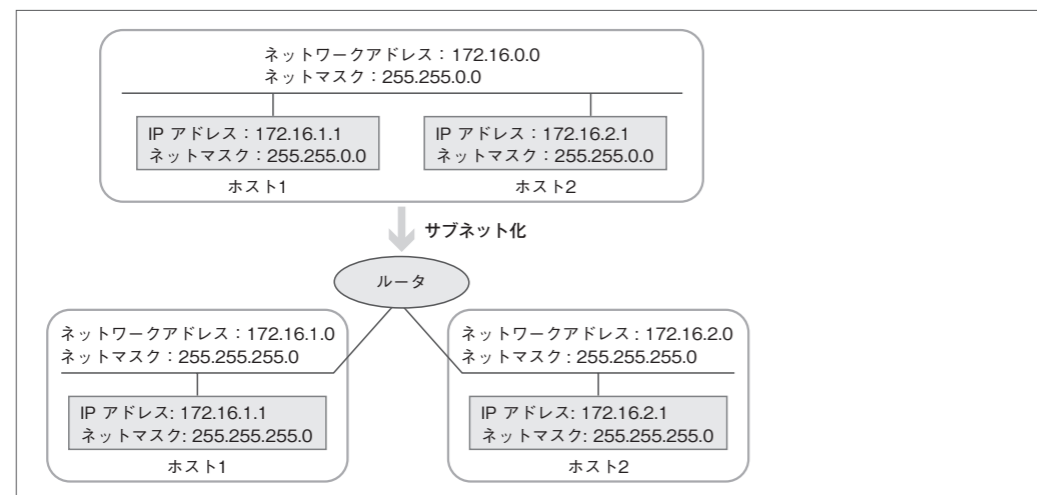 ネットワークアドレス：172.16.0.0
ネットマスク：255.255.0.0
IP アドレス：172.16.1.1
ネットマスク：255.255.0.0
ホスト1
IP アドレス：172.16.2.1
ネットマスク：255.255.0.0
ホスト2
サブネット化
ルータ
ネットワークアドレス：172.16.1.0
ネットマスク：255.255.255.0
IP アドレス: 172.16.1.1
ネットマスク: 255.255.255.0
ホスト1
ネットワークアドレス : 172.16.2.0
ネットマスク : 255.255.255.0
IP アドレス: 172.16.2.1
ネットマスク: 255.255.255.0
ホスト2